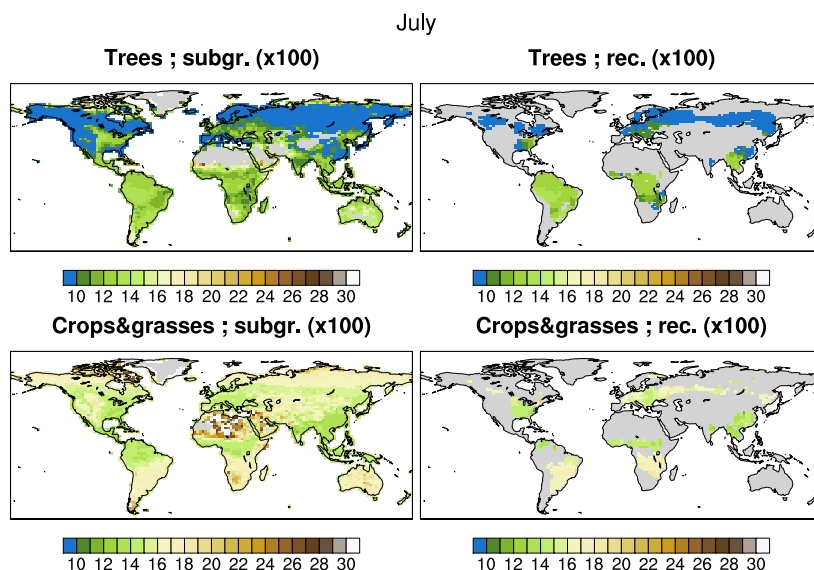 July
Trees ; subgr. (x100)
Trees ; rec. (x100)
10 12 14 16 18 20 22 24 26 28 30
10 12 14 16 18 20 22 24 26 28 30
Crops&grasses ; subgr. (x100)
Crops&grasses ; rec. (x100)
10 12 14 16 18 20 22 24 26 28 30
10 12 14 16 18 20 22 24 26 28 30